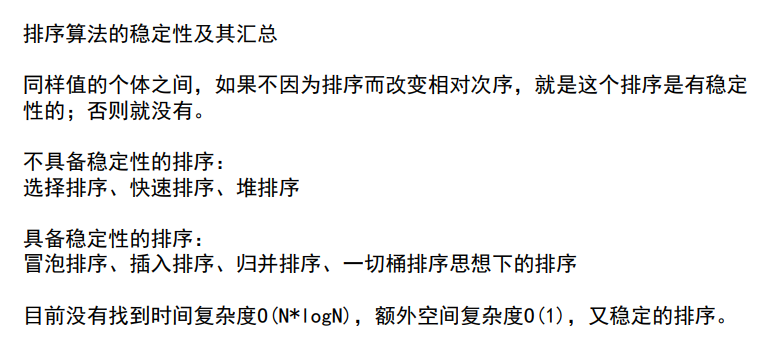 排序算法的稳定性及其汇总
同样值的个体之间，如果不因为排序而改变相对次序，就是这个排序是有稳定
性的；否则就没有。
不具备稳定性的排序：
选择排序、快速排序、堆排序
具备稳定性的排序：
冒泡排序、插入排序、归并排序、一切桶排序思想下的排序
目前没有找到时间复杂度O(N*logN)，额外空间复杂度O(1)，又稳定的排序。